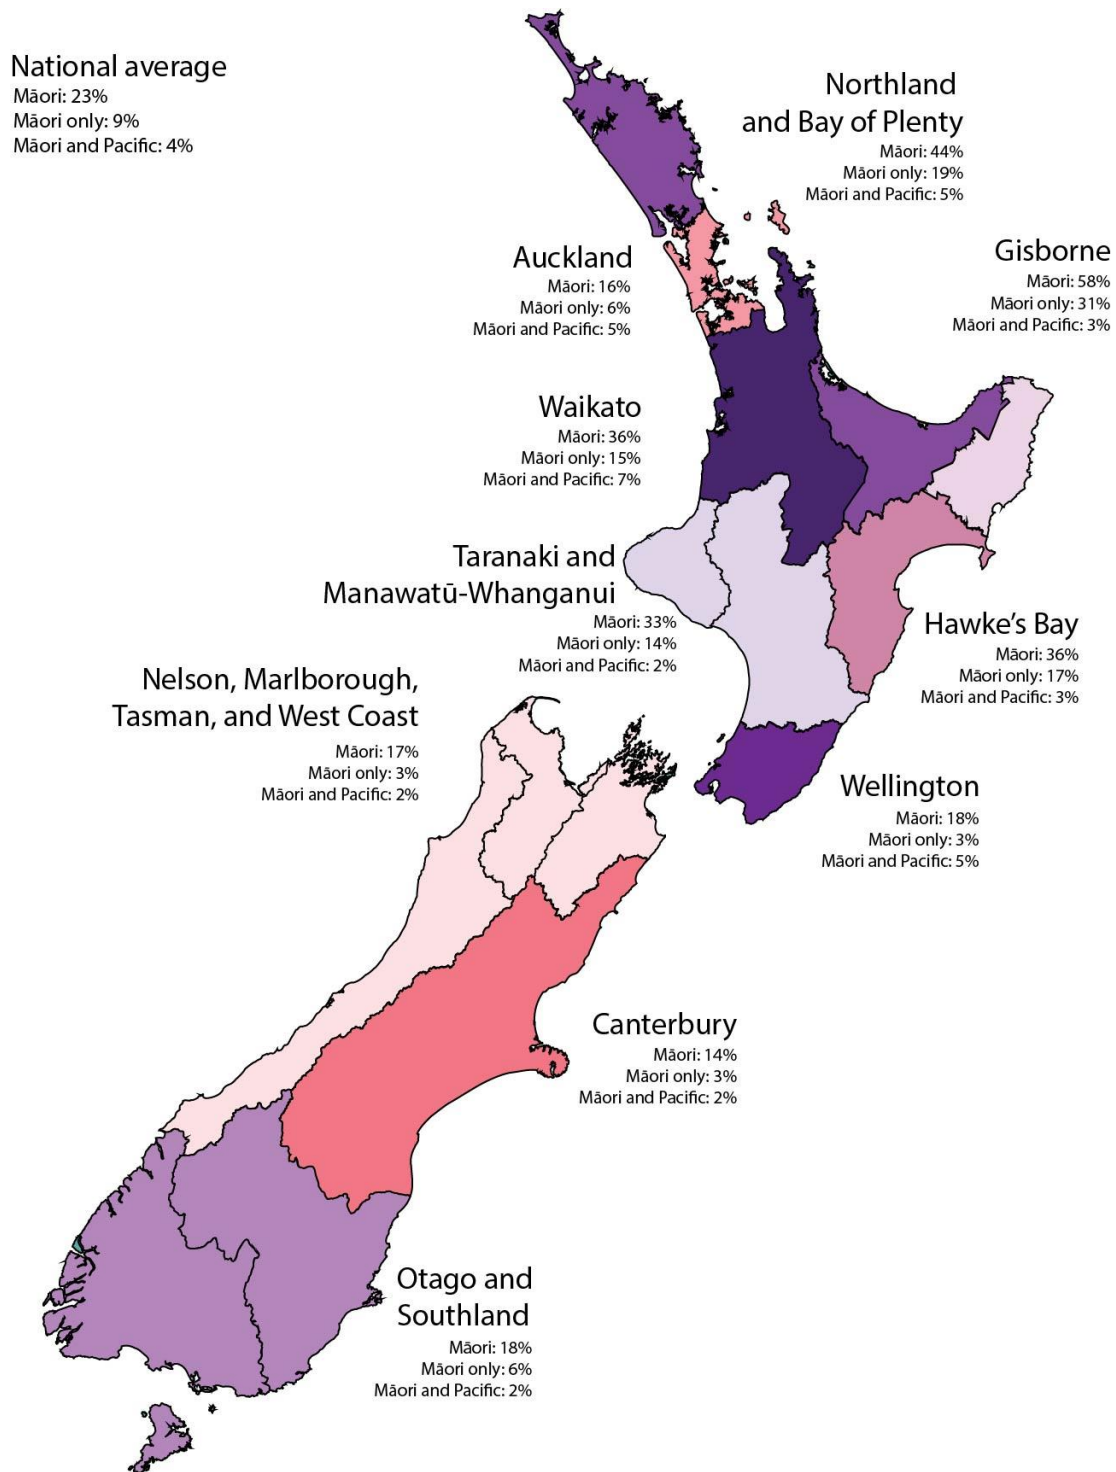 National average
Māori: 23%
Māori only: 9%
Māori and Pacific: 4%
Northland
and Bay of Plenty
Māori: 44%
Māori only: 19%
Māori and Pacific: 5%
Auckland
Māori: 16%
Māori only: 6%
Māori and Pacific: 5%
Gisborne
Māori: 58%
Māori only: 31%
Māori and Pacific: 3%
Waikato
Māori: 36%
Māori only: 15%
Māori and Pacific: 7%
Taranaki and
Manawatū-Whanganui
Māori: 33%
Māori only: 14%
Māori and Pacific: 2%
Hawke’s Bay
Māori: 36%
Māori only: 17%
Māori and Pacific: 3%
Nelson, Marlborough,
Tasman, and West Coast
Māori: 17%
Māori only: 3%
Māori and Pacific: 2%
Wellington
Māori: 18%
Māori only: 3%
Māori and Pacific: 5%
Canterbury
Māori: 14%
Māori only: 3%
Māori and Pacific: 2%
Otago and
Southland
Māori: 18%
Māori only: 6%
Māori and Pacific: 2%